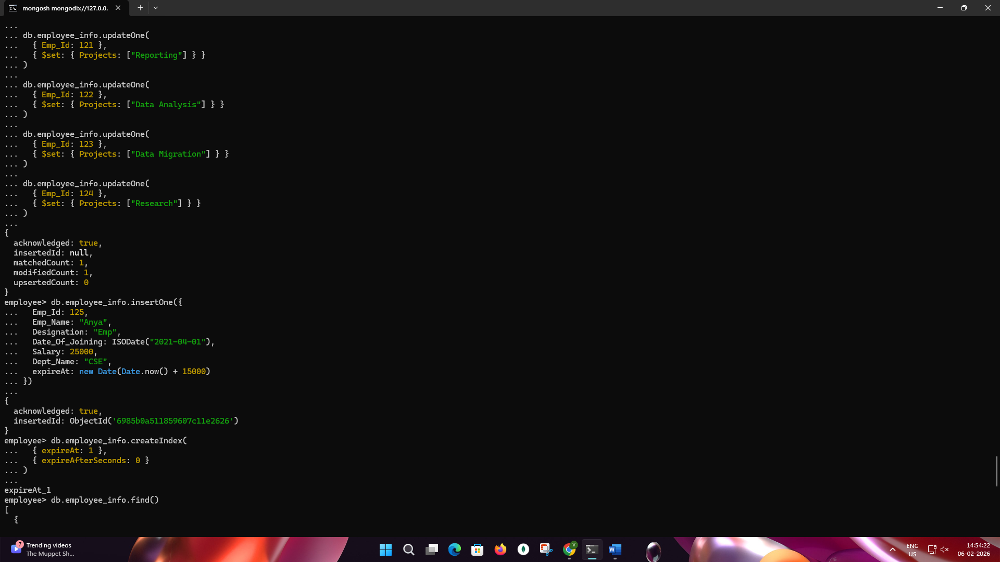 mongosh mongodb://127.0.0.
...
... db.employee_info.updateOne(
...   { Emp_Id: 121 },
...   { $set: { Projects: ["Reporting"] } }
... )
...
... db.employee_info.updateOne(
...   { Emp_Id: 122 },
...   { $set: { Projects: ["Data Analysis"] } }
... )
...
... db.employee_info.updateOne(
...   { Emp_Id: 123 },
...   { $set: { Projects: ["Data Migration"] } }
... )
...
... db.employee_info.updateOne(
...   { Emp_Id: 124 },
...   { $set: { Projects: ["Research"] } }
... )
...
{
  acknowledged: true,
  insertedId: null,
  matchedCount: 1,
  modifiedCount: 1,
  upsertedCount: 0
}
employee> db.employee_info.insertOne({
...   Emp_Id: 125,
...   Emp_Name: "Anya",
...   Designation: "Emp",
...   Date_Of_Joining: ISODate("2021-04-01"),
...   Salary: 25000,
...   Dept_Name: "CSE",
...   expireAt: new Date(Date.now() + 15000)
... })
...
{
  acknowledged: true,
  insertedId: ObjectId('6985b0a511859607c11e2626')
}
employee> db.employee_info.createIndex(
...   { expireAt: 1 },
...   { expireAfterSeconds: 0 }
... )
...
expireAt_1
employee> db.employee_info.find()
[
  {
7
Trending videos
The Muppet Sh...
V
W
ENG
US
14:54:22
06-02-2026